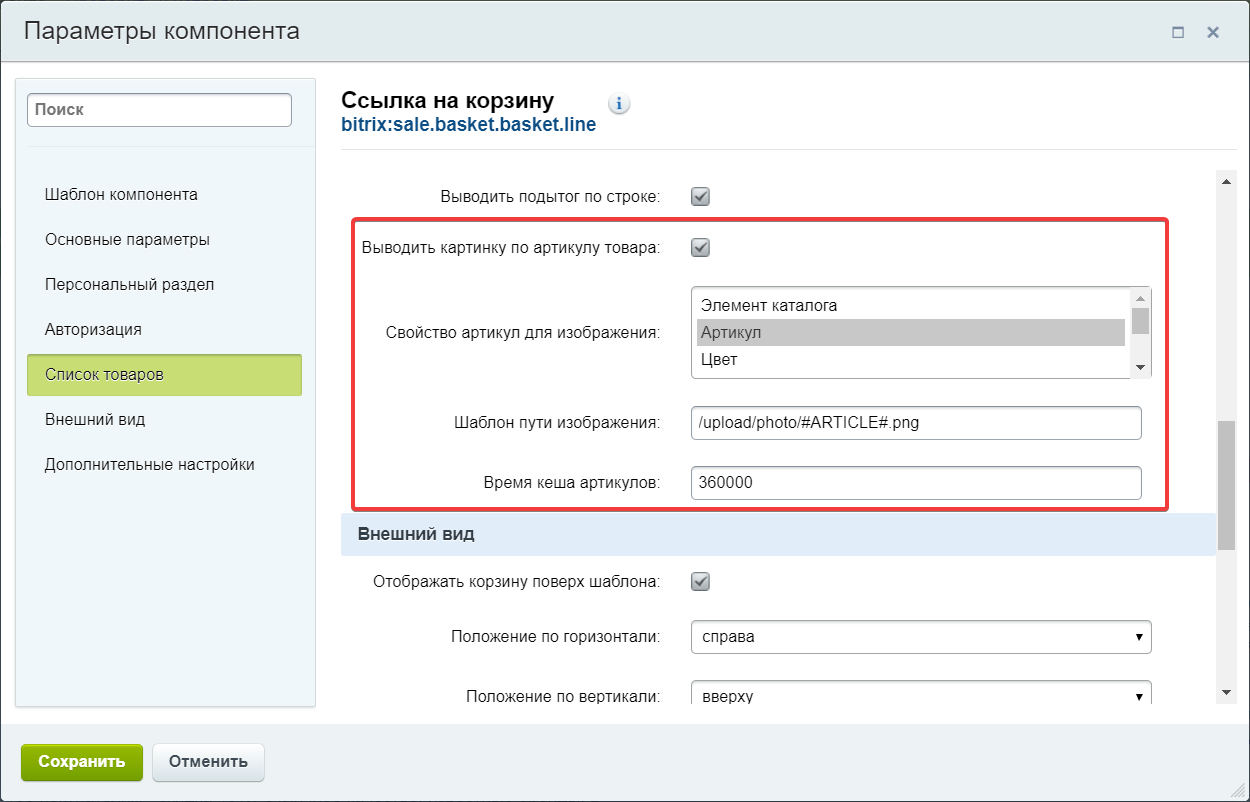 Параметры компонента
Поиск
Шаблон компонента
Основные параметры
Персональный раздел
Авторизация
Список товаров
Внешний вид
Дополнительные настройки
Ссылка на корзину
bitrix:sale.basket.basket.line
Выводить подытог по строке:
Выводить картинку по артикулу товара:
Свойство артикул для изображения:
Элемент каталога
Артикул
Цвет
Шаблон пути изображения: /upload/photo/#ARTICLE#.png
Время кеша артикулов: 360000
Внешний вид
Отображать корзину поверх шаблона:
Положение по горизонтали: справа
Положение по вертикали: вверху
Сохранить Отменить